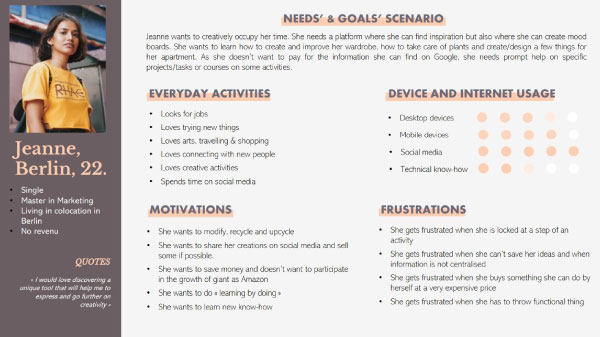 Jeanne,
Berlin, 22.
Single
Master in Marketing
Living in colocation in
Berlin
No revenu
QUOTES
« I would love discovering a
unique tool that will help me to
express and go further on
creativity »
NEEDS' & GOALS' SCENARIO
Jeanne wants to creatively occupy her time. She needs a platform where she can find inspiration but also where she can create mood
boards. She wants to learn how to create and improve her wardrobe, how to take care of plants and create/design a few things for
her apartment. As she doesn't want to pay for the information she can find on Google, she needs prompt help on specific
projects/tasks or courses on some activities.
EVERYDAY ACTIVITIES
Looks for jobs
Loves trying new things
Loves arts, travelling & shopping
Loves connecting with new people
Loves creative activities
Spends time on social media
DEVICE AND INTERNET USAGE
Desktop devices
Mobile devices
Social media
Technical know-how
MOTIVATIONS
She wants to modify, recycle and upcycle
She wants to share her creations on social media and sell
some if possible.
She wants to save money and doesn't want to participate
in the growth of giant as Amazon
She wants to do « learning by doing »
She wants to learn new know-how
FRUSTRATIONS
She gets frustrated when she is locked at a step of an
activity
She gets frustrated when she can't save her ideas and when
information is not centralised
She gets frustrated when she buys something she can do by
herself at a very expensive price
She gets frustrated when she has to throw functional thing